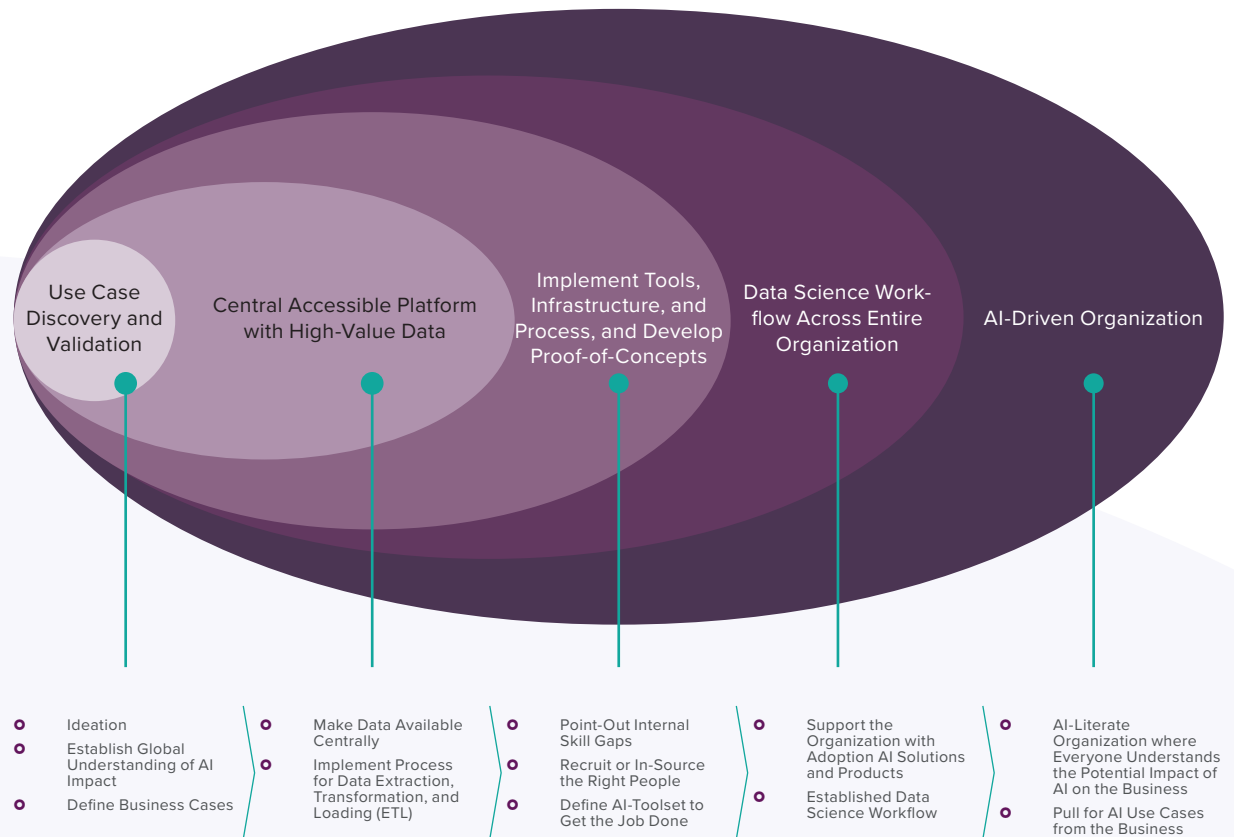 Use Case
Discovery and
Validation
Central Accessible Platform
with High-Value Data
Implement Tools,
Infrastructure, and
Process, and Develop
Proof-of-Concepts
Data Science Work-
flow Across Entire
Organization
AI-Driven Organization
Ideation
Establish Global
Understanding of AI
Impact
Define Business Cases
Make Data Available
Centrally
Implement Process
for Data Extraction,
Transformation, and
Loading (ETL)
Point-Out Internal
Skill Gaps
Recruit or In-Source
the Right People
Define AI-Toolset to
Get the Job Done
Support the
Organization with
Adoption AI Solutions
and Products
Established Data
Science Workflow
AI-Literate
Organization where
Everyone Understands
the Potential Impact of
AI on the Business
Pull for AI Use Cases
from the Business